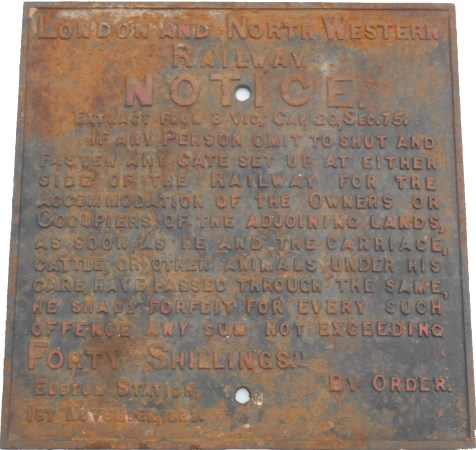 LONDON AND NORTH WESTERN
RAILWAY
NOTICE.
EXTRACT FROM 8 VIC, CAP. 20, SEC. 75.
IF ANY PERSON OMIT TO SHUT AND
FASTEN ANY GATE SET UP AT EITHER
SIDE OF THE RAILWAY FOR THE
ACCOMMODATION OF THE OWNERS OR
OCCUPIERS OF THE ADJOINING LANDS,
AS SOON AS HE AND THE CARRIAGE,
CATTLE, OR OTHER ANIMALS UNDER HIS
CARE HAVE PASSED THROUGH THE SAME,
HE SHALL FORFEIT FOR EVERY SUCH
OFFENCE ANY SUM NOT EXCEEDING
FORTY SHILLINGS.
EUSTON STATION, BY ORDER.
1ST NOVEMBER,